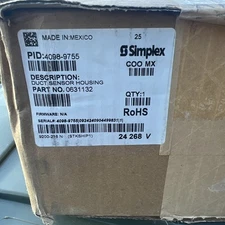 MADE IN:MEXICO
25
PID:4098-9755
Simplex
COO MX
DESCRIPTION:
DUCT SENSOR HOUSING
PART NO. 0631132
QTY:1
RoHS
FIRMWARE: N/A
24 268 V